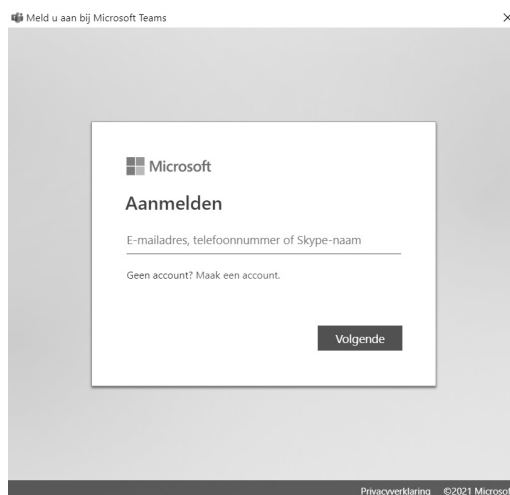 Meld u aan bij Microsoft Teams
Microsoft
Aanmelden
E-mailadres, telefoonnummer of Skype-naam
Geen account? Maak een account.
Volgende
Privacyverklaring ©2021 Microsof